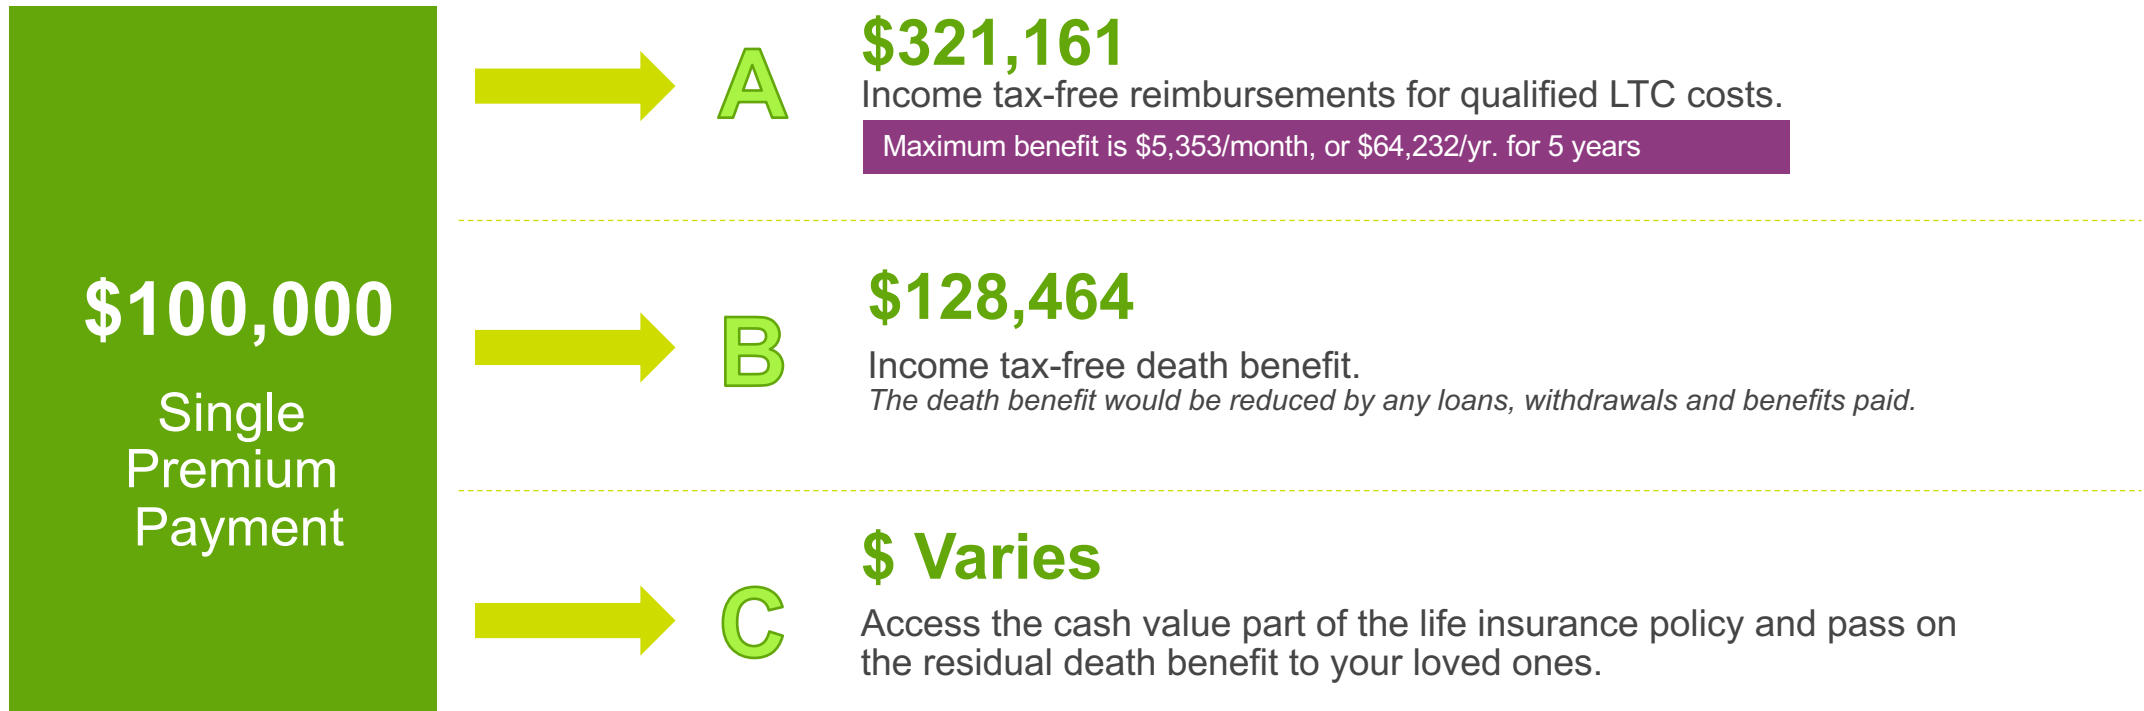 $100,000
Single
Premium
Payment
A
$321,161
Income tax-free reimbursements for qualified LTC costs.
Maximum benefit is $5,353/month, or $64,232/yr. for 5 years
B
$128,464
Income tax-free death benefit.
The death benefit would be reduced by any loans, withdrawals and benefits paid.
C
$ Varies
Access the cash value part of the life insurance policy and pass on
the residual death benefit to your loved ones.